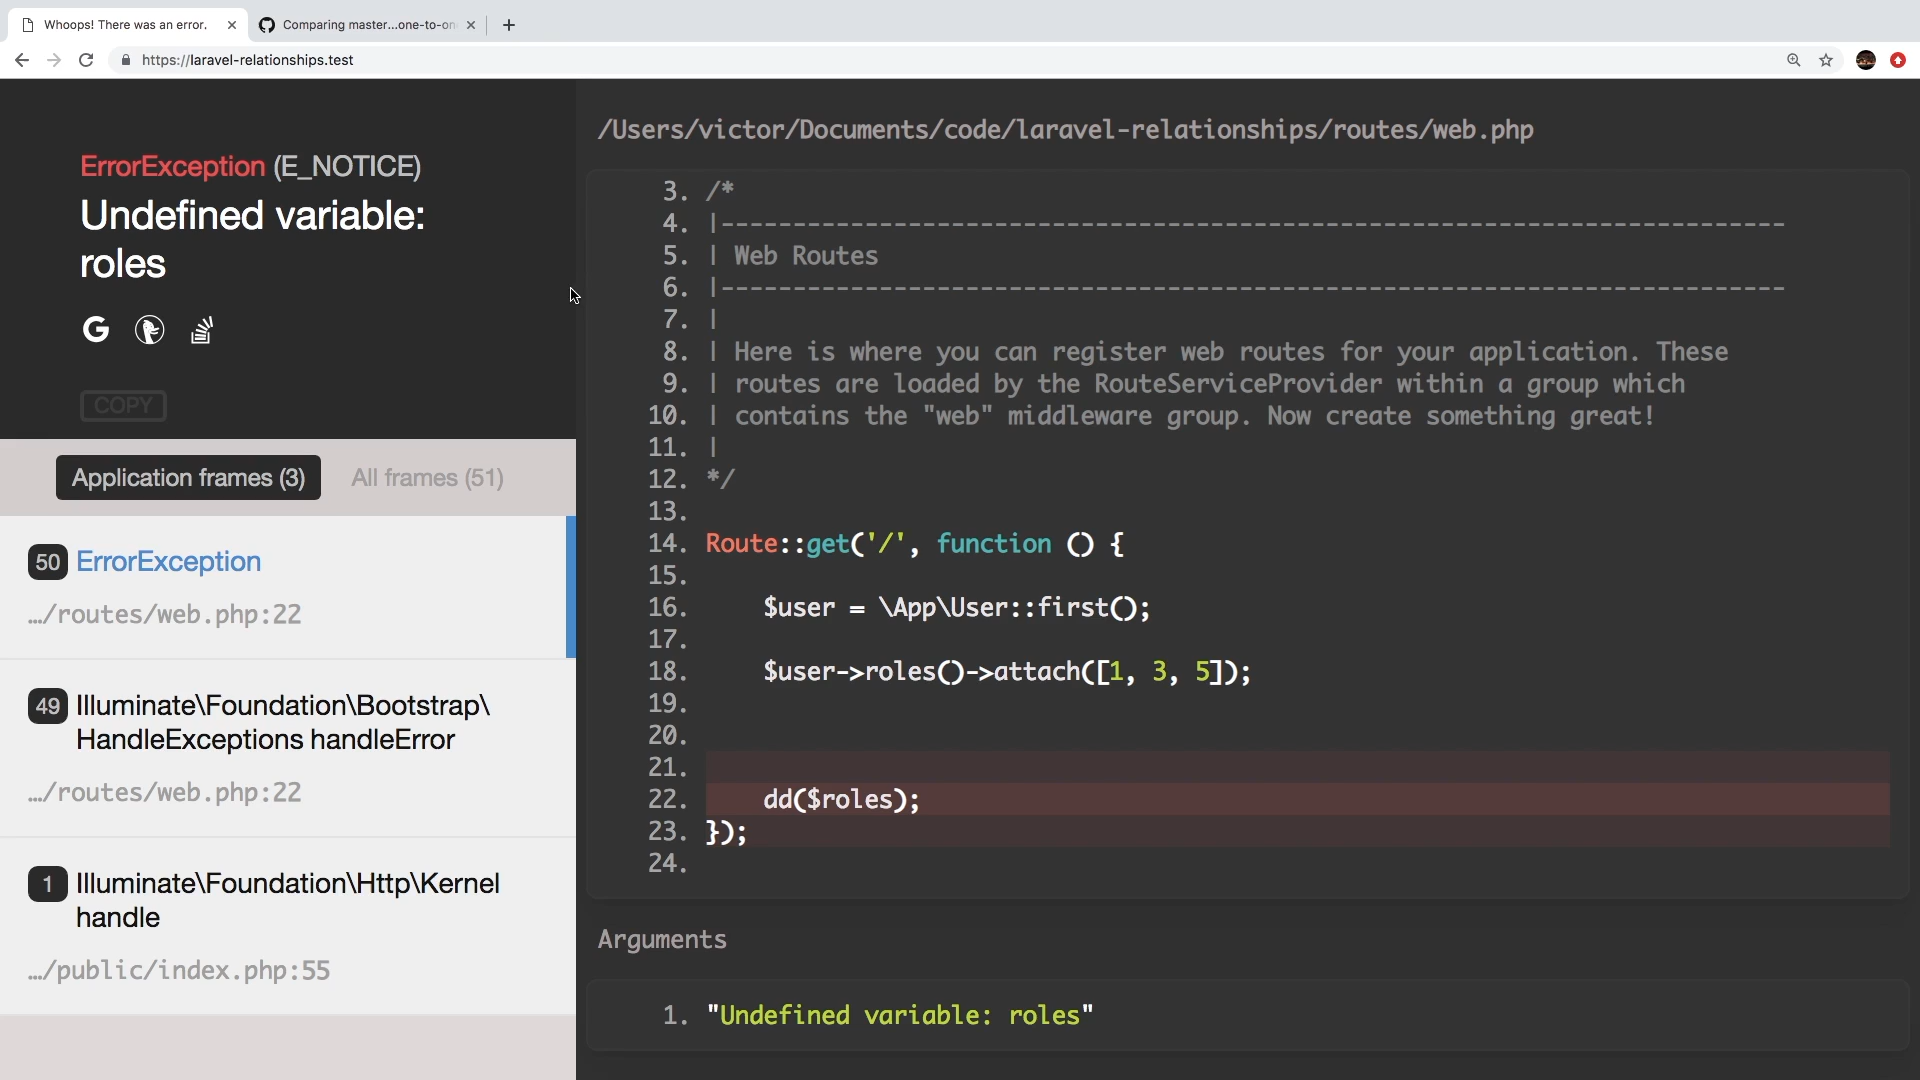 Whoops! There was an error.
Comparing master...one-to-on
https://laravel-relationships.test
ErrorException (E_NOTICE)
Undefined variable:
roles
COPY
Application frames (3)
All frames (51)
50 ErrorException
…/routes/web.php:22
49 Illuminate\Foundation\Bootstrap\
HandleExceptions handleError
…/routes/web.php:22
1 Illuminate\Foundation\Http\Kernel
handle
…/public/index.php:55
/Users/victor/Documents/code/laravel-relationships/routes/web.php
3. /*
4. |--------------------------------------------------------------------------
5. | Web Routes
6. |--------------------------------------------------------------------------
7. |
8. | Here is where you can register web routes for your application. These
9. | routes are loaded by the RouteServiceProvider within a group which
10. | contains the "web" middleware group. Now create something great!
11. |
12. */
13.
14. Route::get('/', function () {
15.
16. $user = \App\User::first();
17.
18. $user->roles()->attach([1, 3, 5]);
19.
20.
21.
22. dd($roles);
23. });
24.
Arguments
1. "Undefined variable: roles"